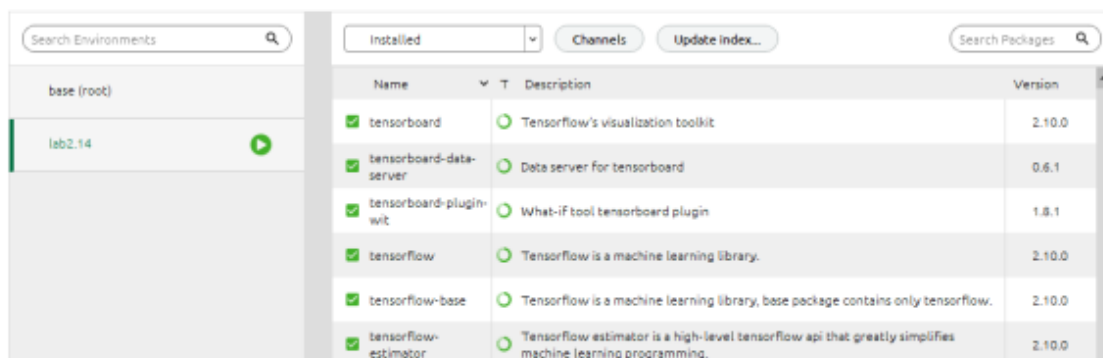 Search Environments
Installed
Channels
Update index...
Search Packages
base (root)
lab2.14
Name
T
Description
Version
tensorboard
Tensorflow's visualization toolkit
2.10.0
tensorboard-data-
server
Data server for tensorboard
0.6.1
tensorboard-plugin-
wit
What-if tool tensorboard plugin
1.8.1
tensorflow
Tensorflow is a machine learning library.
2.10.0
tensorflow-base
Tensorflow is a machine learning library, base package contains only tensorflow.
2.10.0
tensorflow-
estimator
Tensorflow estimator is a high-level tensorflow api that greatly simplifies
machine learning programming.
2.10.0